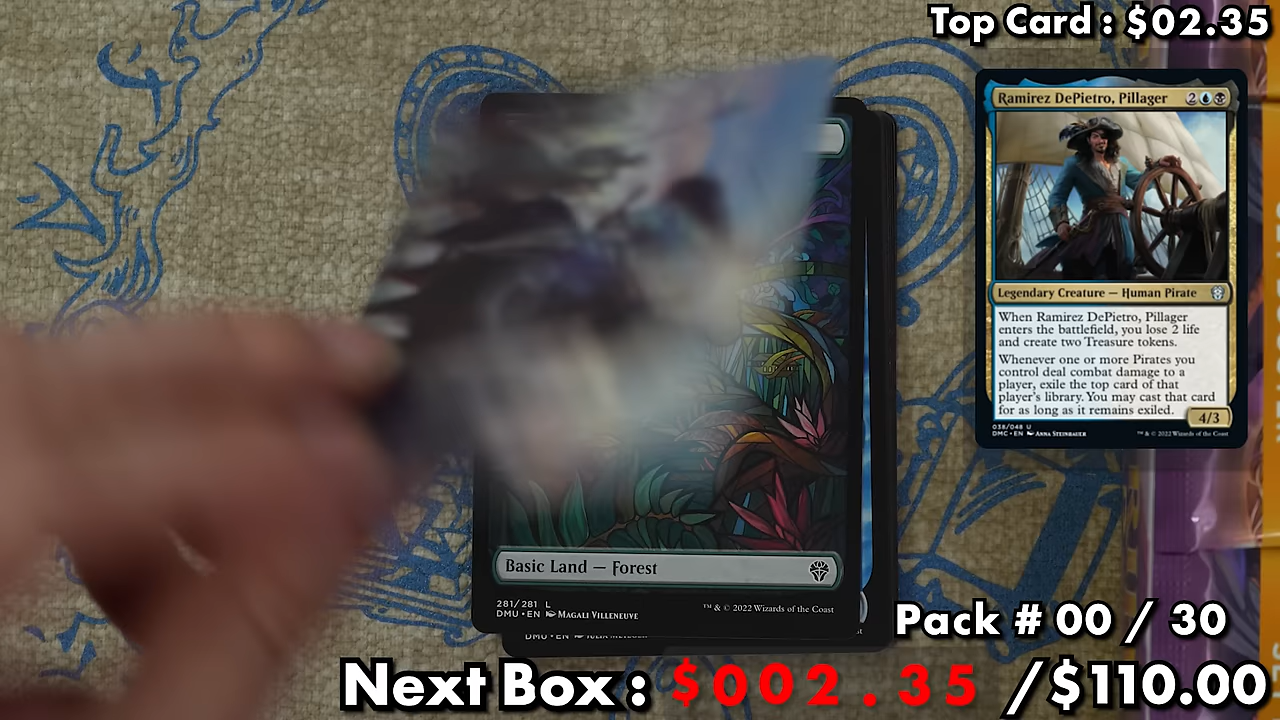 Top Card : $02.35
Ramirez DePietro, Pillager 2
Legendary Creature — Human Pirate
When Ramirez DePietro, Pillager
enters the battlefield, you lose 2 life
and create two Treasure tokens.
Whenever one or more Pirates you
control deal combat damage to a
player, exile the top card of that
player's library. You may cast that card
for as long as it remains exiled.
4/3
038/048 U
DMC • EN Anna Steinbauer ™ & © 2022 Wizards of the Coast
Basic Land — Forest
281/281 L
DMU • EN Magali Villeneuve ™ & © 2022 Wizards of the Coast
DMU • EN
Pack # 00 / 30
Next Box : $002.35 /$110.00